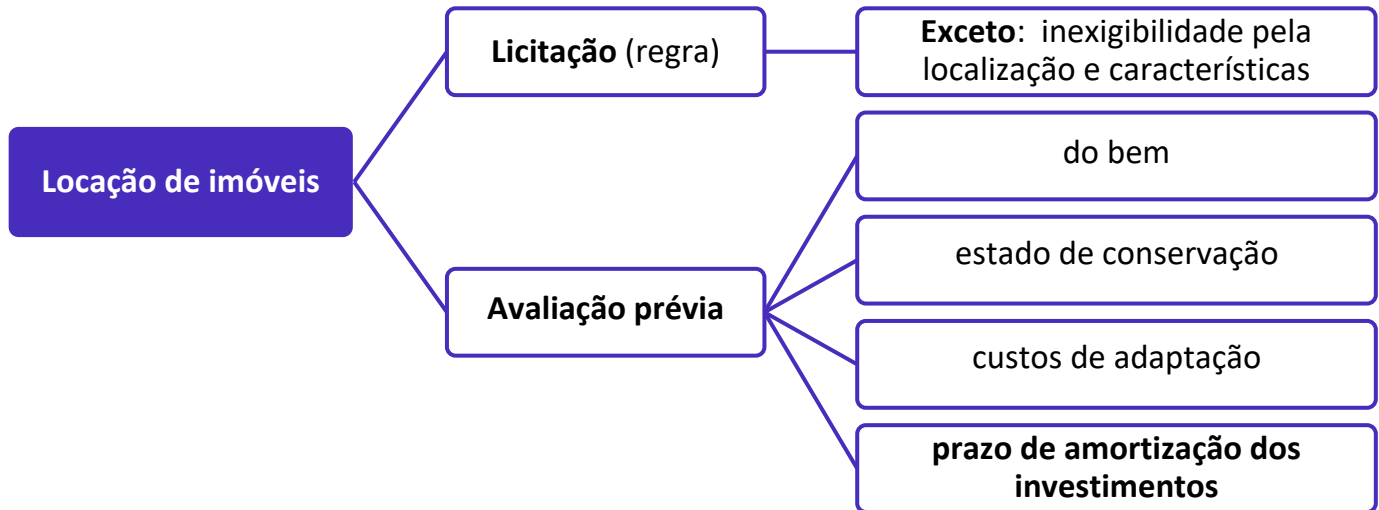 Locação de imóveis
Licitação (regra)
Exceto: inexigibilidade pela
localização e características
Avaliação prévia
do bem
estado de conservação
custos de adaptação
prazo de amortização dos
investimentos